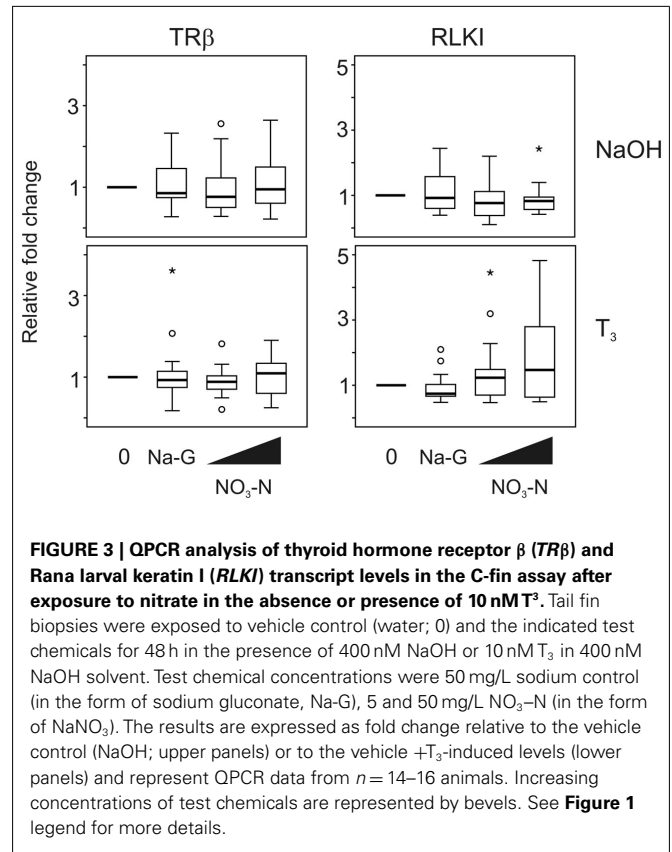 TRβ RLKI
5
3 3
NaOH
1 1
Relative fold change
5
3 3
T₃
1 1
0 Na-G 0 Na-G
NO₃-N NO₃-N
FIGURE 3 | QPCR analysis of thyroid hormone receptor β (TRβ) and
Rana larval keratin I (RLKI) transcript levels in the C-fin assay after
exposure to nitrate in the absence or presence of 10 nM T³. Tail fin
biopsies were exposed to vehicle control (water; 0) and the indicated test
chemicals for 48 h in the presence of 400 nM NaOH or 10 nM T₃ in 400 nM
NaOH solvent. Test chemical concentrations were 50 mg/L sodium control
(in the form of sodium gluconate, Na-G), 5 and 50 mg/L NO₃–N (in the form
of NaNO₃). The results are expressed as fold change relative to the vehicle
control (NaOH; upper panels) or to the vehicle +T₃-induced levels (lower
panels) and represent QPCR data from n = 14–16 animals. Increasing
concentrations of test chemicals are represented by bevels. See Figure 1
legend for more details.